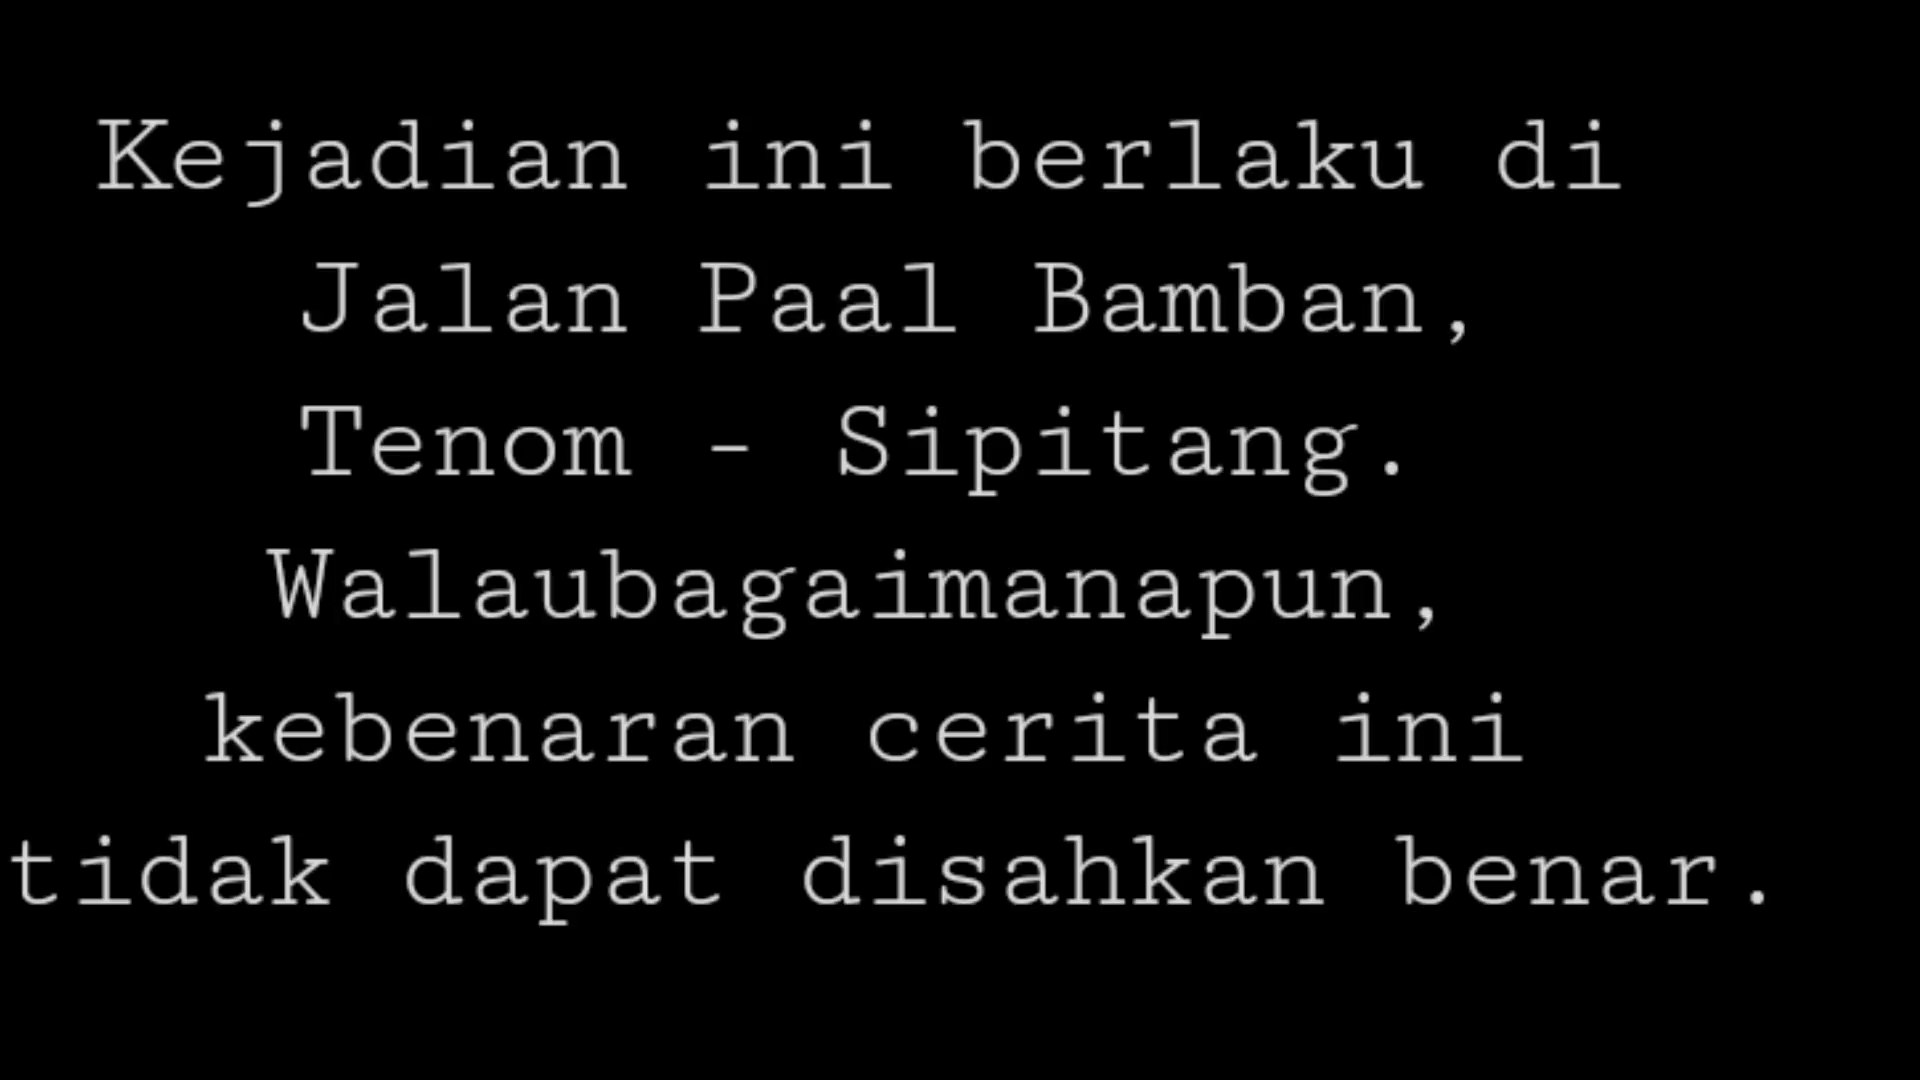 Kejadian ini berlaku di
Jalan Paal Bamban,
Tenom - Sipitang.
Walaubagaimanapun,
kebenaran cerita ini
tidak dapat disahkan benar.